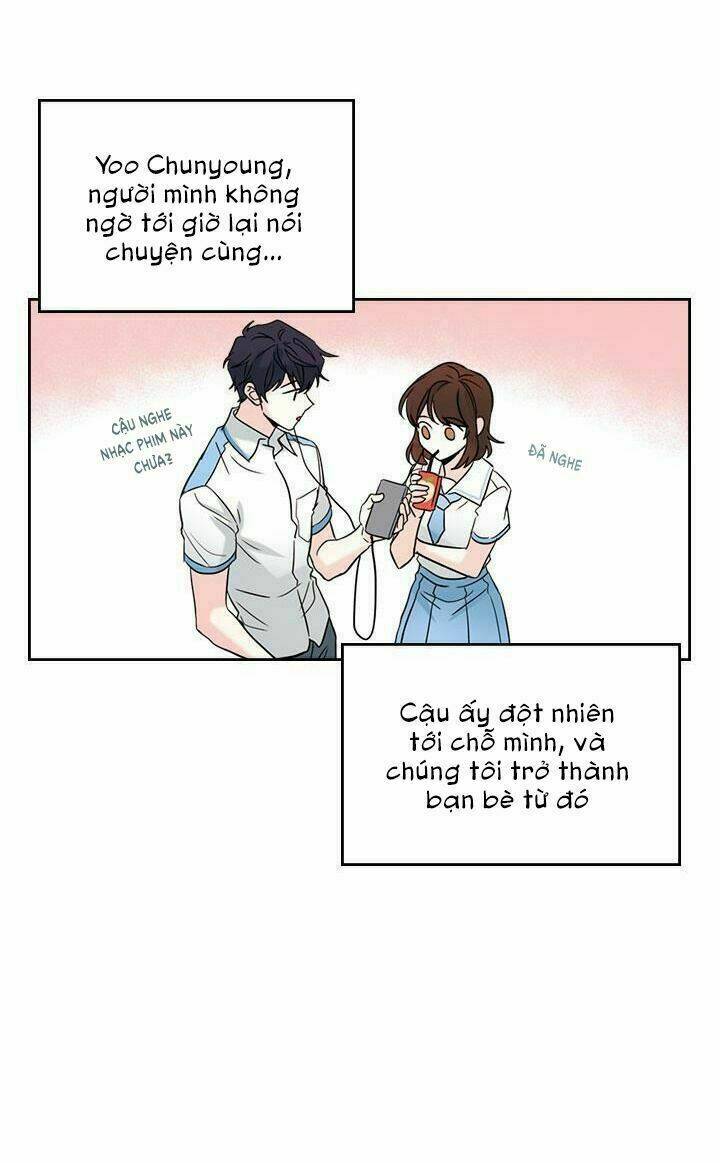 Yoo Chunyoung,
người mình không
ngờ tới giờ lại nói
chuyện cùng...
CẬU NGHE
NHẠC PHIM NÀY
CHƯA?
ĐÃ NGHE
Cậu ấy đột nhiên
tới chỗ mình, và
chúng tôi trở thành
bạn bè từ đó